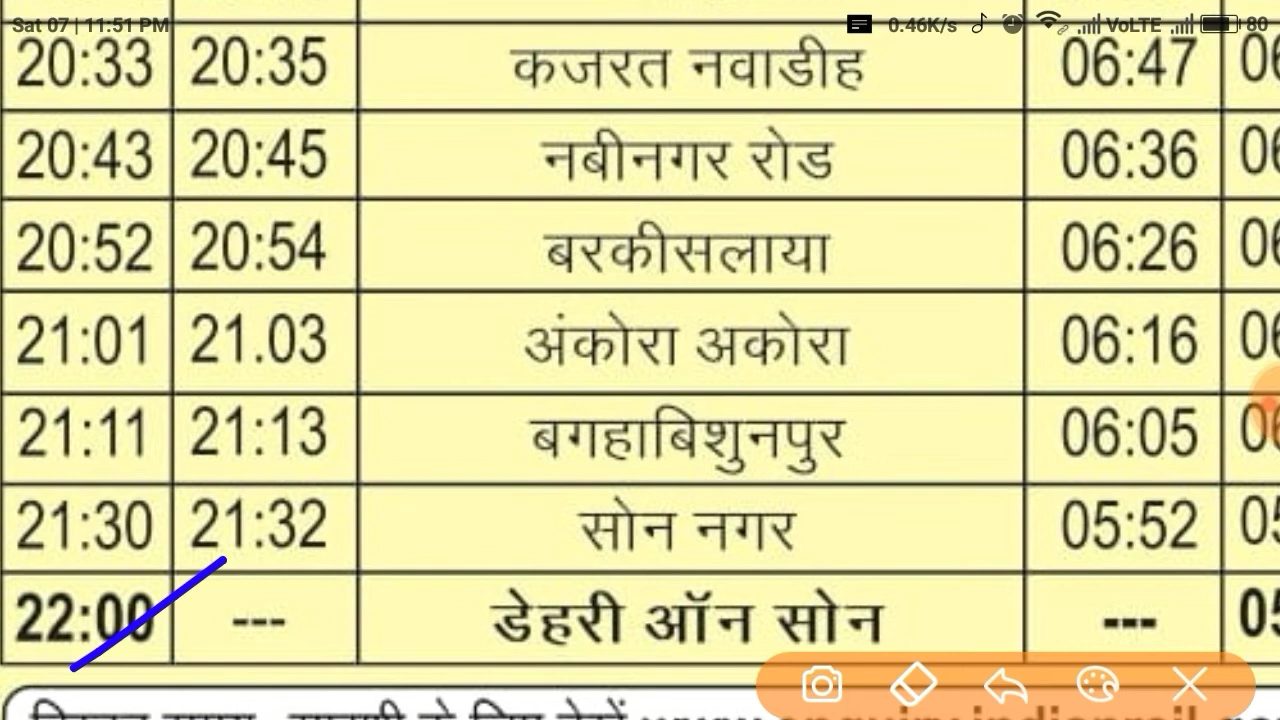 Sat 07 | 11:51 PM 0.46K/s VoLTE 80
20:33 20:35 कजरत नवाडीह 06:47
20:43 20:45 नबीनगर रोड 06:36
20:52 20:54 बरकीसलाया 06:26
21:01 21.03 अंकोरा अकोरा 06:16
21:11 21:13 बगहाबिशुनपुर 06:05
21:30 21:32 सोन नगर 05:52
22:00 --- डेहरी ऑन सोन ---